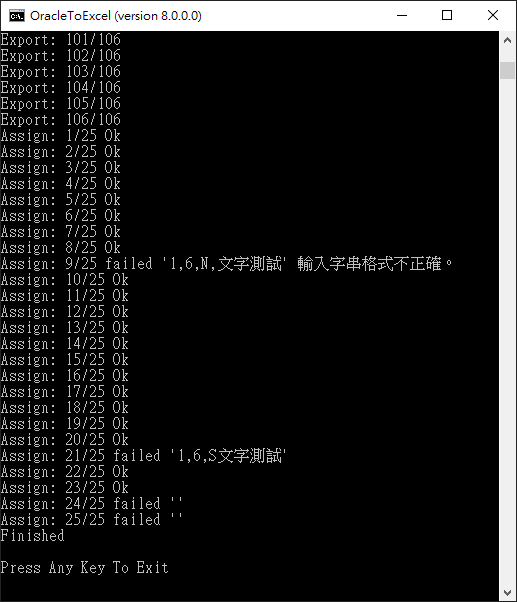 OracleToExcel (version 8.0.0.0)
Export: 101/106
Export: 102/106
Export: 103/106
Export: 104/106
Export: 105/106
Export: 106/106
Assign: 1/25 Ok
Assign: 2/25 Ok
Assign: 3/25 Ok
Assign: 4/25 Ok
Assign: 5/25 Ok
Assign: 6/25 Ok
Assign: 7/25 Ok
Assign: 8/25 Ok
Assign: 9/25 failed '1,6,N,文字測試' 輸入字串格式不正確。
Assign: 10/25 Ok
Assign: 11/25 Ok
Assign: 12/25 Ok
Assign: 13/25 Ok
Assign: 14/25 Ok
Assign: 15/25 Ok
Assign: 16/25 Ok
Assign: 17/25 Ok
Assign: 18/25 Ok
Assign: 19/25 Ok
Assign: 20/25 Ok
Assign: 21/25 failed '1,6,S文字測試'
Assign: 22/25 Ok
Assign: 23/25 Ok
Assign: 24/25 failed ''
Assign: 25/25 failed ''
Finished
Press Any Key To Exit